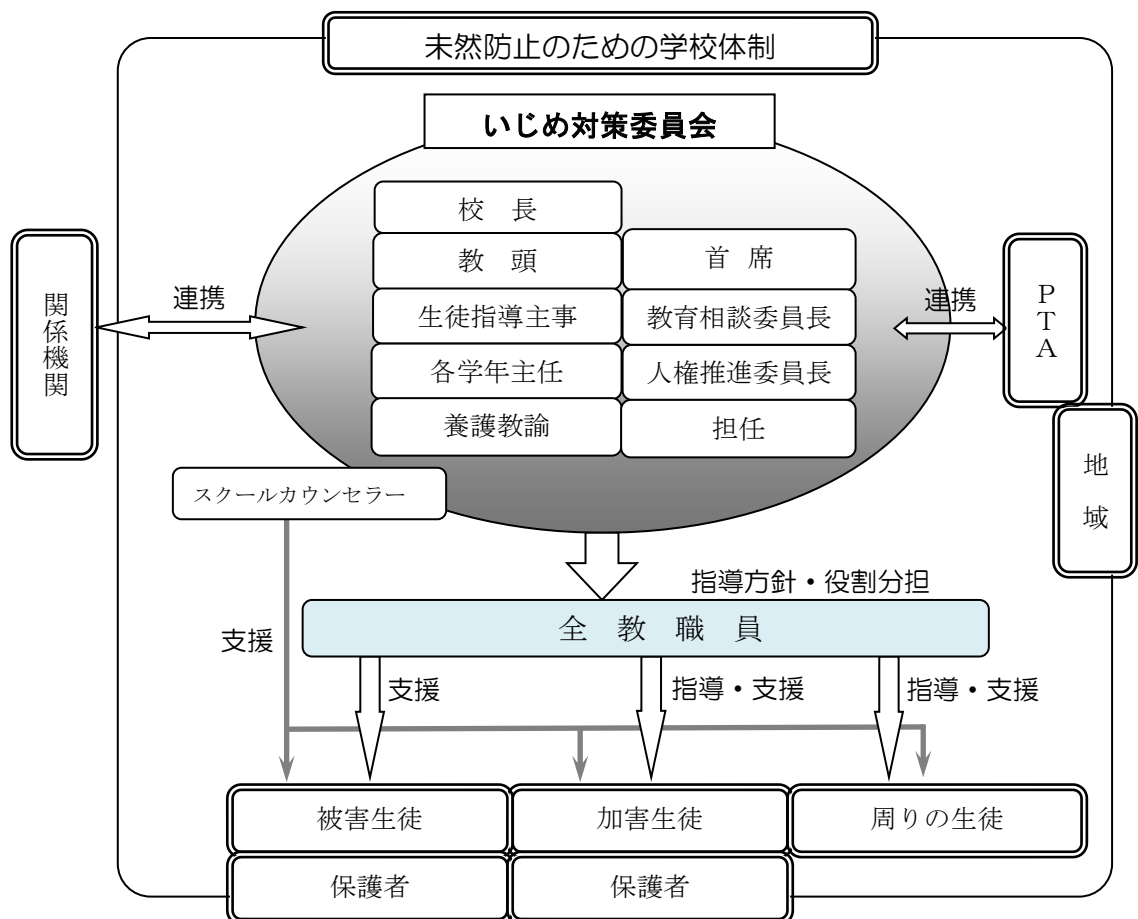 未然防止のための学校体制
いじめ対策委員会
校　長
教　頭
首 席
生徒指導主事
教育相談委員長
各学年主任
人権推進委員長
養護教諭
担任
関係機関
連携
連携
PTA
地域
スクールカウンセラー
指導方針・役割分担
全　教　職　員
支援
支援
指導・支援
指導・支援
被害生徒
加害生徒
周りの生徒
保護者
保護者